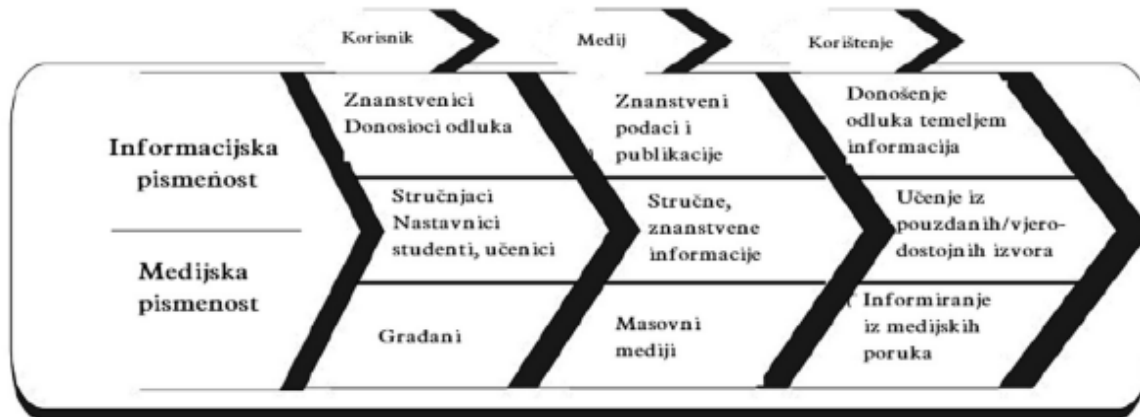 Korisnik
Medij
Korištenje
Informacijska
pismenost
Medijska
pismenost
Znanstvenici
Donosioci odluka
Znanstveni
podaci i
publikacije
Donošenje
odluka temeljem
informacija
Stručnjaci
Nastavnici
studenti, učenici
Stručne,
znanstvene
informacije
Učenje iz
pouzdanih/vjero-
dostojnih izvora
Građani
Masovni
mediji
Informiranje
iz medijskih
poruka